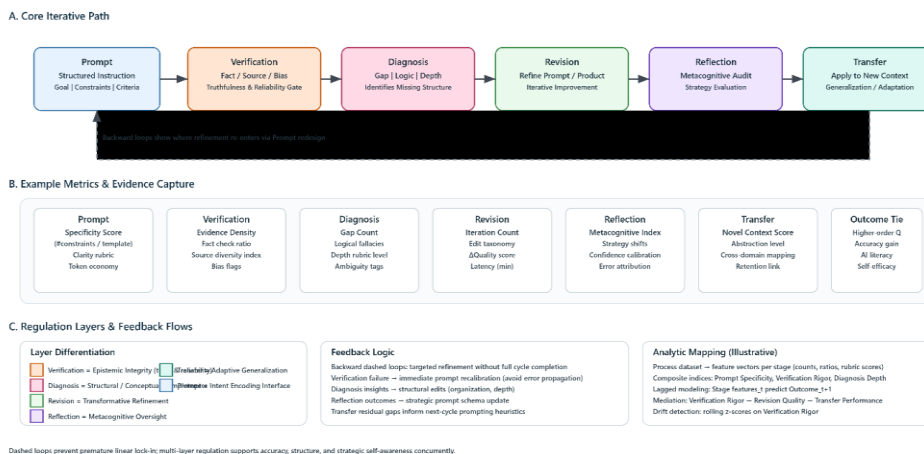 A. Core Iterative Path
Prompt
Structured Instruction
Goal | Constraints | Criteria
Verification
Fact / Source / Bias
Truthfulness & Reliability Gate
Diagnosis
Gap | Logic | Depth
Identifies Missing Structure
Revision
Refine Prompt / Product
Iterative Improvement
Reflection
Metacognitive Audit
Strategy Evaluation
Transfer
Apply to New Context
Generalization / Adaptation
Backward loops show where refinement re-enters via Prompt redesign
B. Example Metrics & Evidence Capture
Prompt
Specificity Score
(#constraints / template)
Clarity rubric
Token economy
Verification
Evidence Density
Fact check ratio
Source diversity index
Bias flags
Diagnosis
Gap Count
Logical fallacies
Depth rubric level
Ambiguity tags
Revision
Iteration Count
Edit taxonomy
ΔQuality score
Latency (min)
Reflection
Metacognitive Index
Strategy shifts
Confidence calibration
Error attribution
Transfer
Novel Context Score
Abstraction level
Cross-domain mapping
Retention link
Outcome Tie
Higher-order Q
Accuracy gain
AI literacy
Self-efficacy
C. Regulation Layers & Feedback Flows
Layer Differentiation
Verification = Epistemic Integrity
Adaptive Generalization
Diagnosis = Structural /
= Intent Encoding Interface
Revision = Transformative Refinement
Reflection = Metacognitive Oversight
Feedback Logic
Backward dashed loops: targeted refinement without full cycle completion
Verification failure → immediate prompt recalibration (avoid error propagation)
Diagnosis insights → structural edits (organization, depth)
Reflection outcomes → strategic prompt schema update
Transfer residual gaps inform next-cycle prompting heuristics
Analytic Mapping (Illustrative)
Process dataset → feature vectors per stage (counts, ratios, rubric scores)
Composite indices: Prompt Specificity, Verification Rigor, Diagnosis Depth
Lagged modeling: Stage features_t predict Outcome_t+1
Mediation: Verification Rigor → Revision Quality → Transfer Performance
Drift detection: rolling z-scores on Verification Rigor
Dashed loops prevent premature linear lock-in; multi-layer regulation supports accuracy, structure, and strategic self-awareness concurrently.